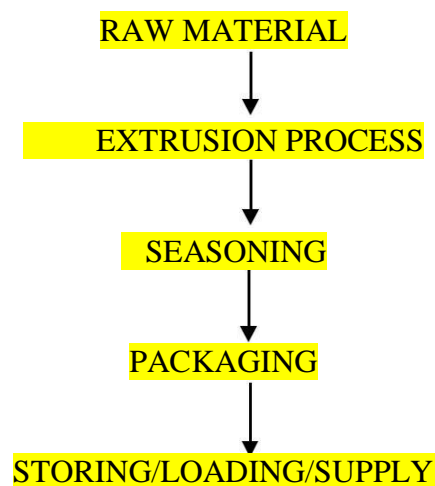 RAW MATERIAL
EXTRUSION PROCESS
SEASONING
PACKAGING
STORING/LOADING/SUPPLY